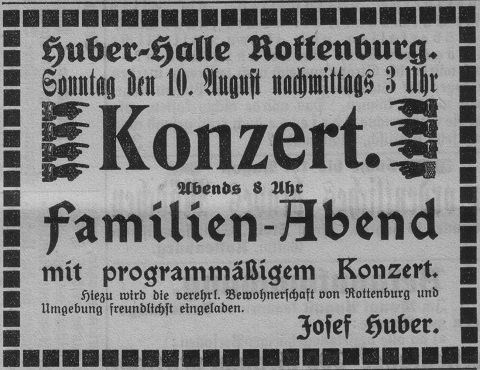 Huber-Halle Rottenburg.
Sonntag den 10. August nachmittags 3 Uhr
Konzert.
Abends 8 Uhr
Familien-Abend
mit programmäßigem Konzert.
Hiezu wird die verehrl. Bewohnerschaft von Rottenburg und
Umgebung freundlichst eingeladen.
Josef Huber.